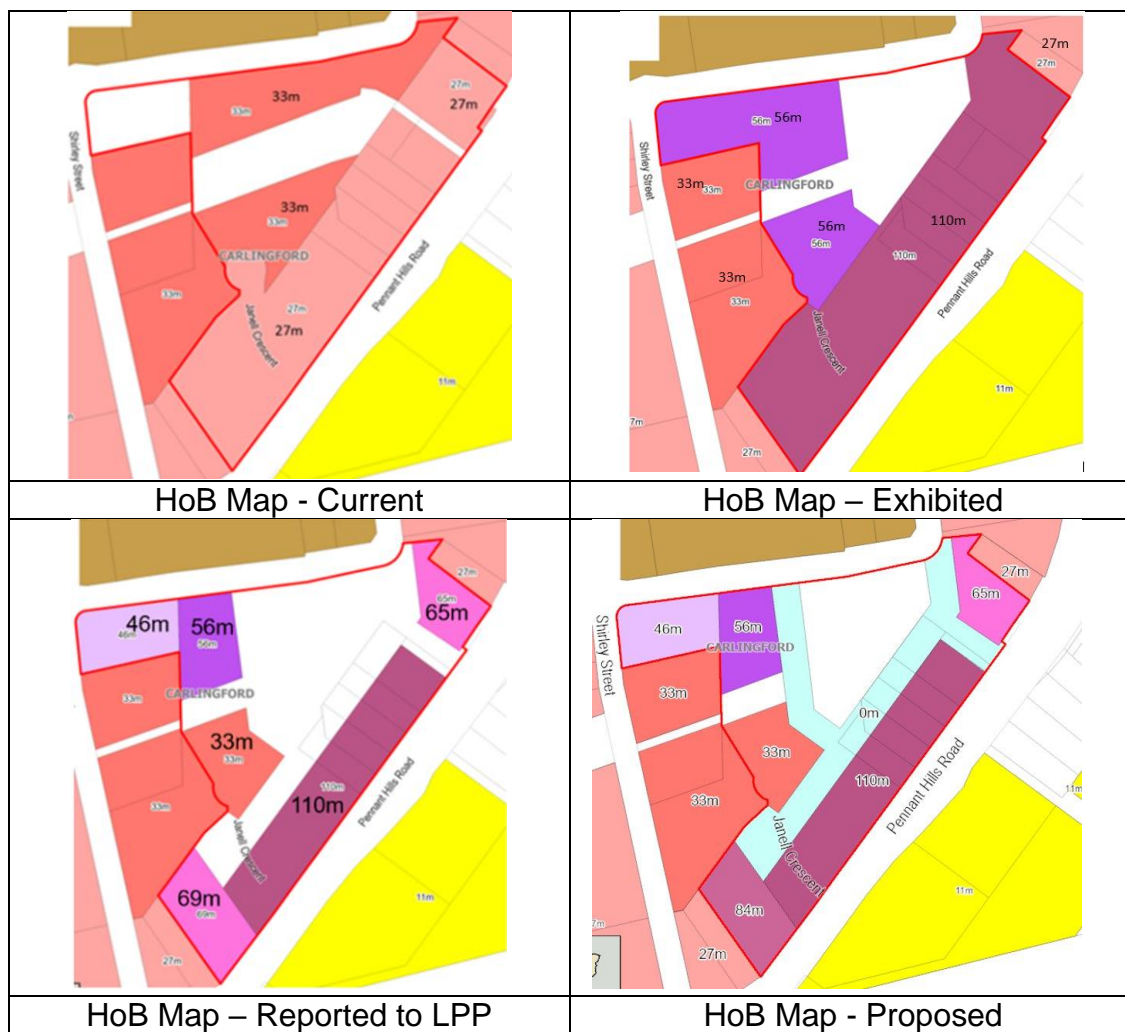 33m
33m
27m
27m
Shirley Street
33m
33m
CARLINGFORD
33m
27m
27m
Janell Crescent
Pennant Hills Road
11m
HoB Map - Current
27m
27m
56m
56m
33m
33m
CARLINGFORD
Shirley Street
56m
56m
110m
110m
33m
33m
Janell Crescent
Pennant Hills Road
11m
7m
27m
HoB Map – Exhibited
27m
65m
65m
46m
46m
56m
56m
Shirley Street
CARLINGFORD
33m
33m
33m
33m
110m
110m
Pennant Hills Road
Janell Crescent
69m
69m
11m
27m
HoB Map – Reported to LPP
27m
65m
46m
56m
CARLINGFORD
Shirley Street
33m
0m
33m
33m
110m
Pennant Hills Road
11m
Janell Crescent
11m
84m
7m
27m
HoB Map - Proposed